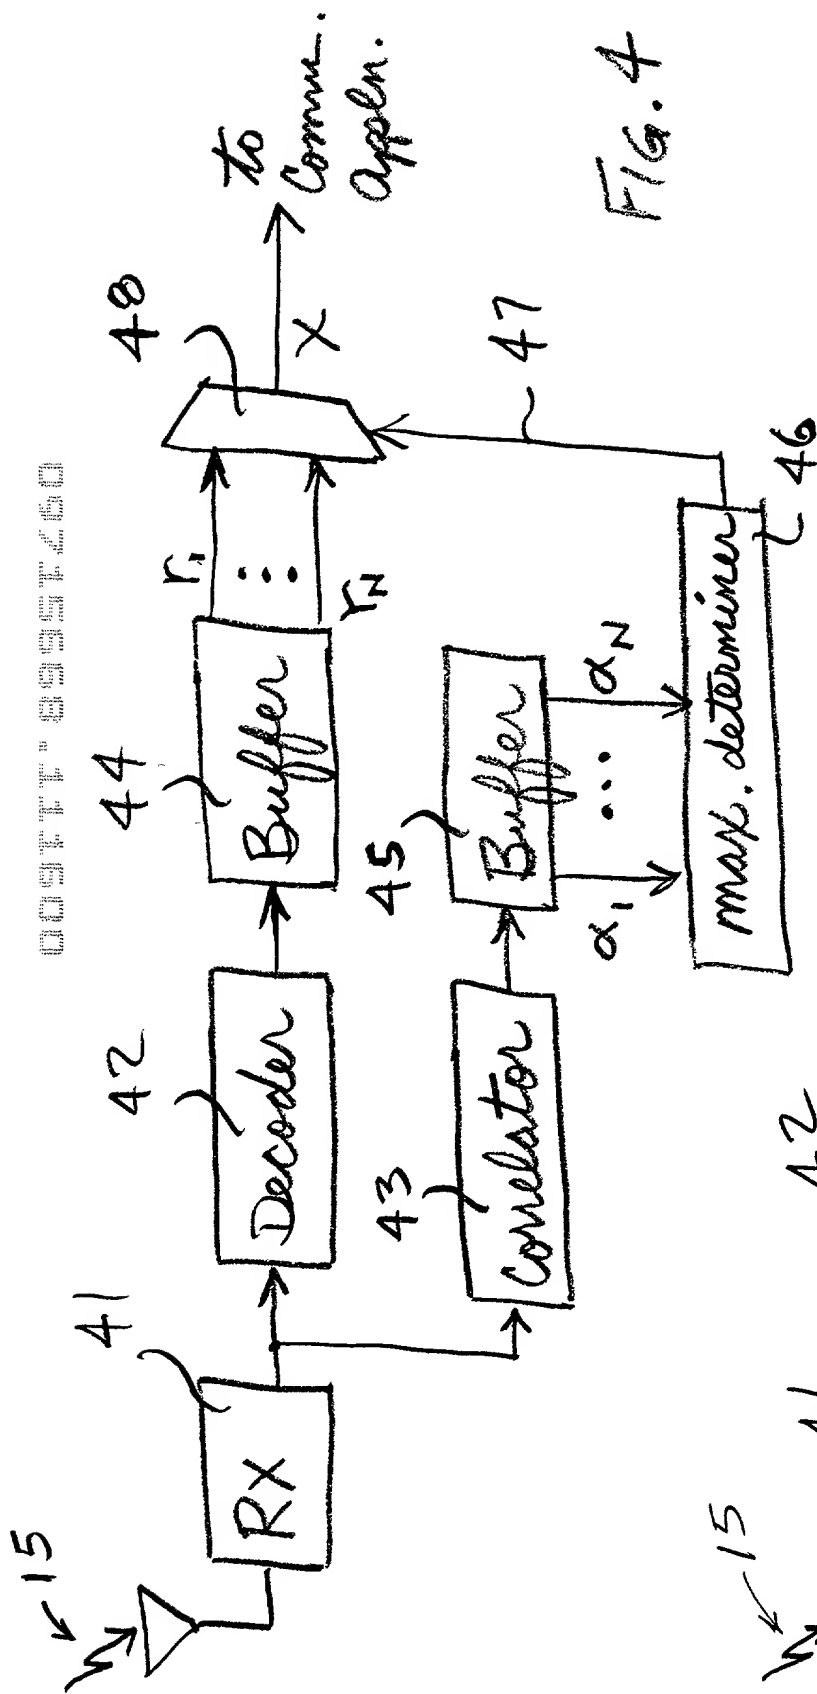 15
41
RX
42
Decoder
43
Correlator
44
Buffer
45
Buffer
r1
...
rN
α1
...
αN
max. determiner
46
47
48
X
to
Comm.
Appln.
FIG. 4
15
41
42